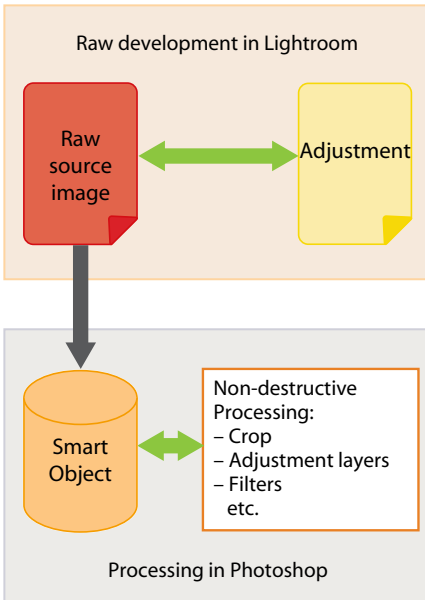 Raw development in Lightroom
Raw
source
image
Adjustment
Smart
Object
Non-destructive
Processing:
– Crop
– Adjustment layers
– Filters
etc.
Processing in Photoshop